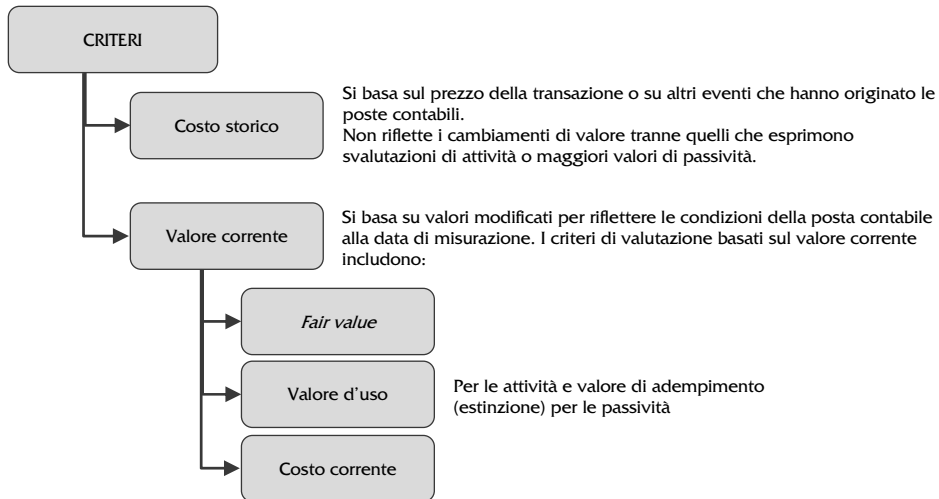 CRITERI
Costo storico
Si basa sul prezzo della transazione o su altri eventi che hanno originato le
poste contabili.
Non riflette i cambiamenti di valore tranne quelli che esprimono
svalutazioni di attività o maggiori valori di passività.
Valore corrente
Si basa su valori modificati per riflettere le condizioni della posta contabile
alla data di misurazione. I criteri di valutazione basati sul valore corrente
includono:
Fair value
Valore d'uso
Per le attività e valore di adempimento
(estinzione) per le passività
Costo corrente